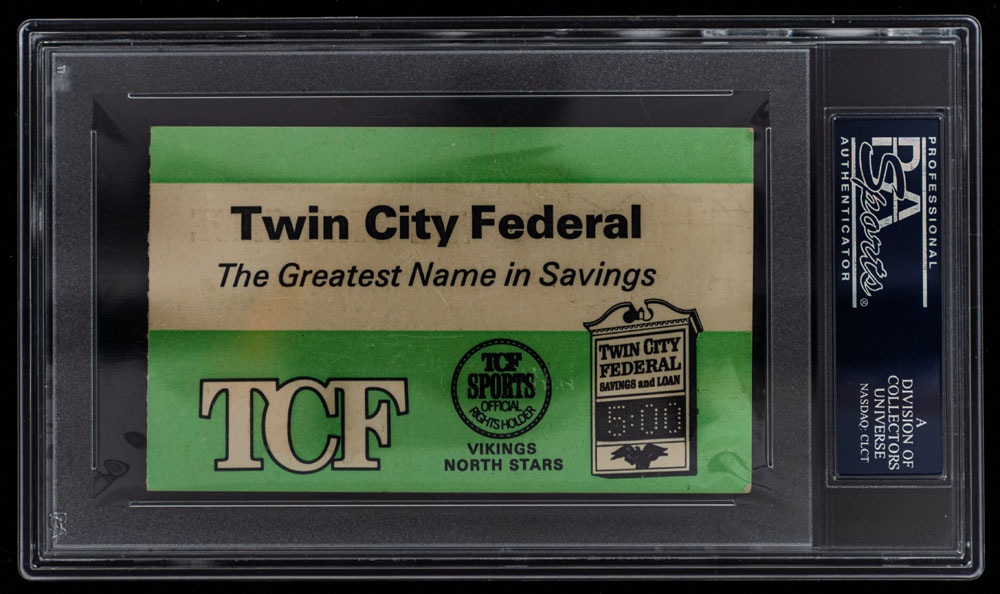 Twin City Federal
The Greatest Name in Savings
TCF
TCF
SPORTS
OFFICIAL
RIGHTS HOLDER
VIKINGS
NORTH STARS
TWIN CITY
FEDERAL
SAVINGS and LOAN
5:00
PROFESSIONAL
PSA
Sports®
AUTHENTICATOR
A
DIVISION OF
COLLECTORS
UNIVERSE
NASDAQ: CLCT